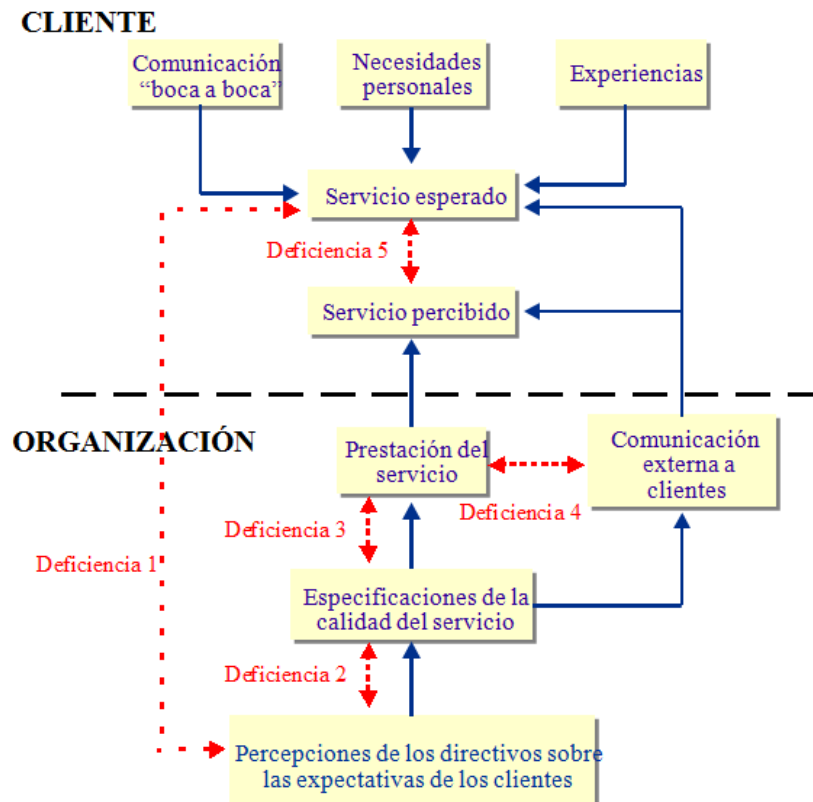 CLIENTE
Comunicación
“boca a boca”
Necesidades
personales
Experiencias
Servicio esperado
Deficiencia 5
Servicio percibido
ORGANIZACIÓN
Prestación del
servicio
Comunicación
externa a
clientes
Deficiencia 4
Deficiencia 3
Deficiencia 1
Especificaciones de la
calidad del servicio
Deficiencia 2
Percepciones de los directivos sobre
las expectativas de los clientes